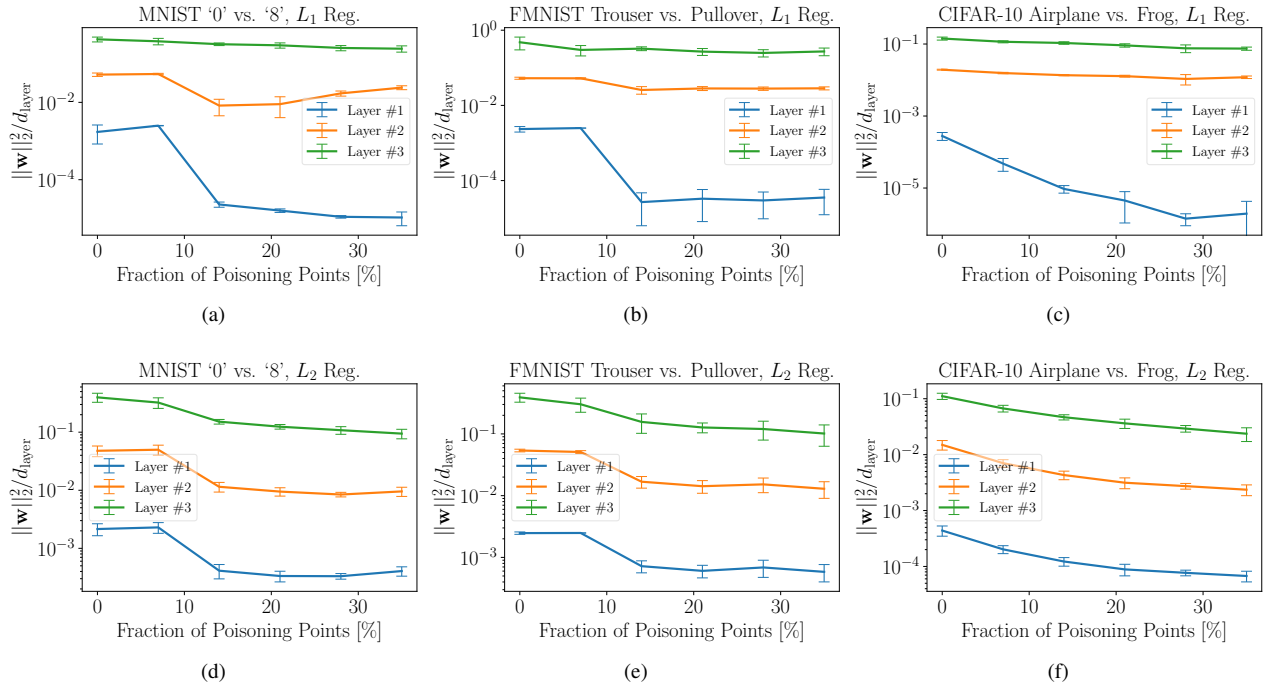 MNIST ‘0’ vs. ‘8’, L₁ Reg.
||w||₂²/d_layer
10⁻²
10⁻⁴
Layer #1
Layer #2
Layer #3
0 10 20 30
Fraction of Poisoning Points [%]
(a)
FMNIST Trouser vs. Pullover, L₁ Reg.
||w||₂²/d_layer
10⁰
10⁻²
10⁻⁴
Layer #1
Layer #2
Layer #3
0 10 20 30
Fraction of Poisoning Points [%]
(b)
CIFAR-10 Airplane vs. Frog, L₁ Reg.
||w||₂²/d_layer
10⁻¹
10⁻³
10⁻⁵
Layer #1
Layer #2
Layer #3
0 10 20 30
Fraction of Poisoning Points [%]
(c)
MNIST ‘0’ vs. ‘8’, L₂ Reg.
||w||₂²/d_layer
10⁻¹
10⁻²
10⁻³
Layer #1
Layer #2
Layer #3
0 10 20 30
Fraction of Poisoning Points [%]
(d)
FMNIST Trouser vs. Pullover, L₂ Reg.
||w||₂²/d_layer
10⁻¹
10⁻²
10⁻³
Layer #1
Layer #2
Layer #3
0 10 20 30
Fraction of Poisoning Points [%]
(e)
CIFAR-10 Airplane vs. Frog, L₂ Reg.
||w||₂²/d_layer
10⁻¹
10⁻²
10⁻³
10⁻⁴
Layer #1
Layer #2
Layer #3
0 10 20 30
Fraction of Poisoning Points [%]
(f)